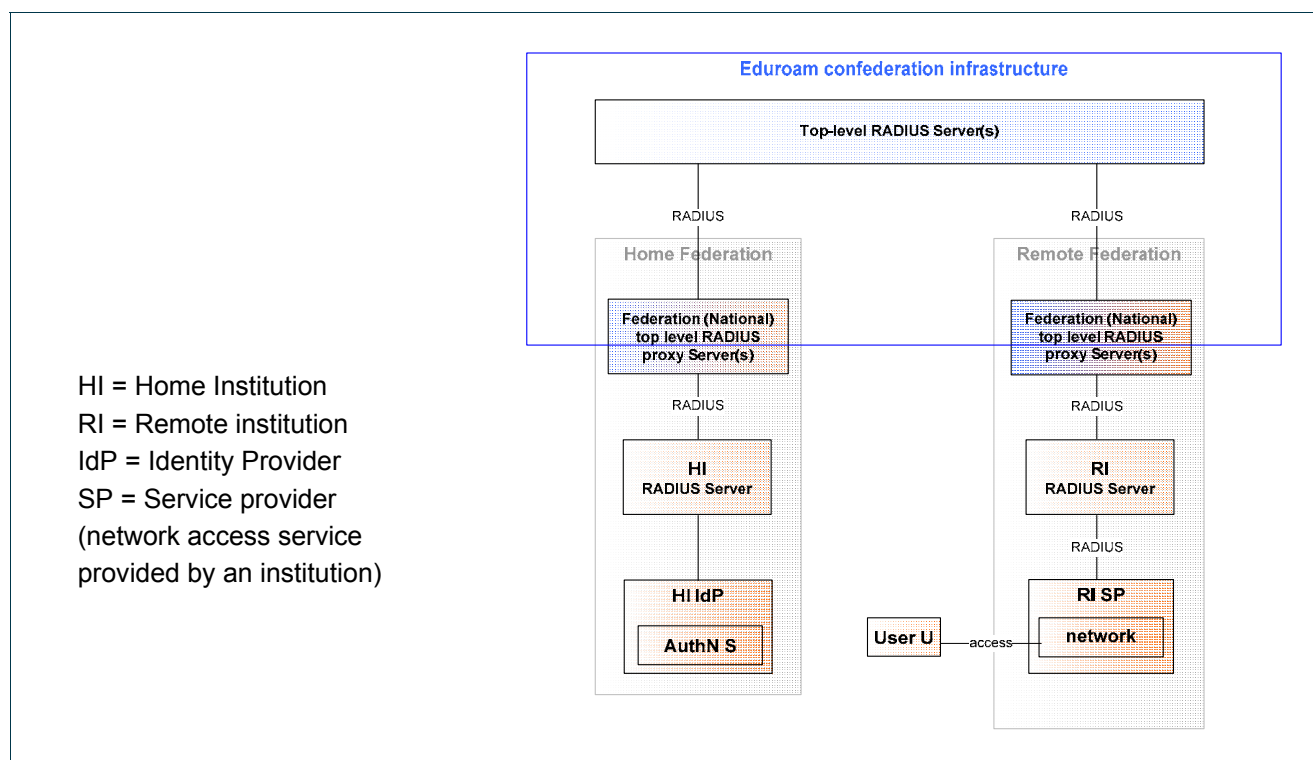 Eduroam confederation infrastructure
Top-level RADIUS Server(s)
RADIUS
RADIUS
Home Federation
Remote Federation
Federation (National)
top level RADIUS
proxy Server(s)
Federation (National)
top level RADIUS
proxy Server(s)
HI = Home Institution
RI = Remote institution
IdP = Identity Provider
SP = Service provider
(network access service
provided by an institution)
RADIUS
RADIUS
HI
RADIUS Server
RI
RADIUS Server
RADIUS
HI IdP
AuthN S
RI SP
network
User U
access